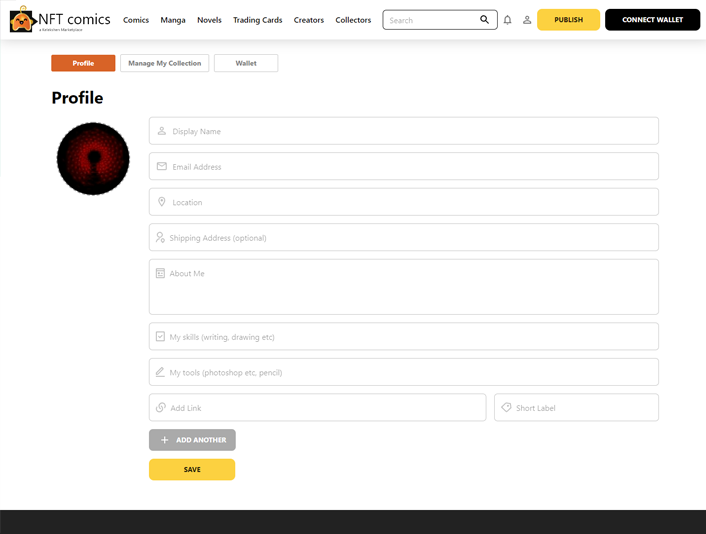 NFT comics
a Kalamint Marketplace
Comics
Manga
Novels
Trading Cards
Creators
Collectors
Search
PUBLISH
CONNECT WALLET
Profile
Manage My Collection
Wallet
Profile
Display Name
Email Address
Location
Shipping Address (optional)
About Me
My skills (writing, drawing etc)
My tools (photoshop etc, pencil)
Add Link
Short Label
ADD ANOTHER
SAVE